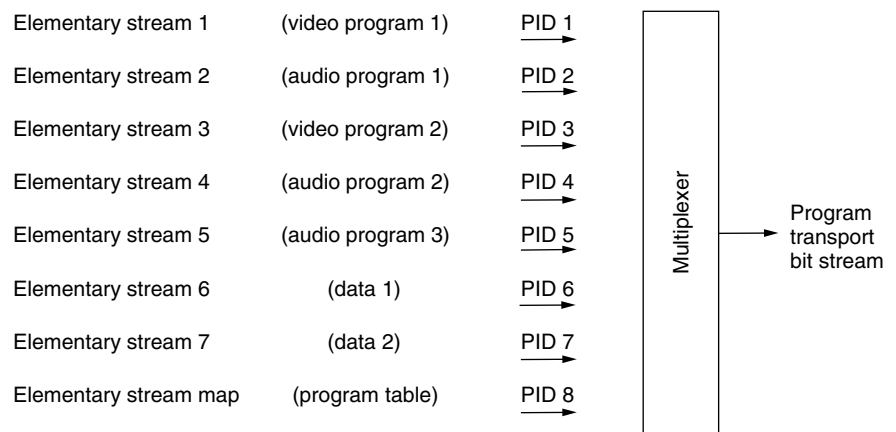 Elementary stream 1 (video program 1) PID 1
Elementary stream 2 (audio program 1) PID 2
Elementary stream 3 (video program 2) PID 3
Elementary stream 4 (audio program 2) PID 4
Elementary stream 5 (audio program 3) PID 5
Elementary stream 6 (data 1) PID 6
Elementary stream 7 (data 2) PID 7
Elementary stream map (program table) PID 8
Multiplexer
Program
transport
bit stream